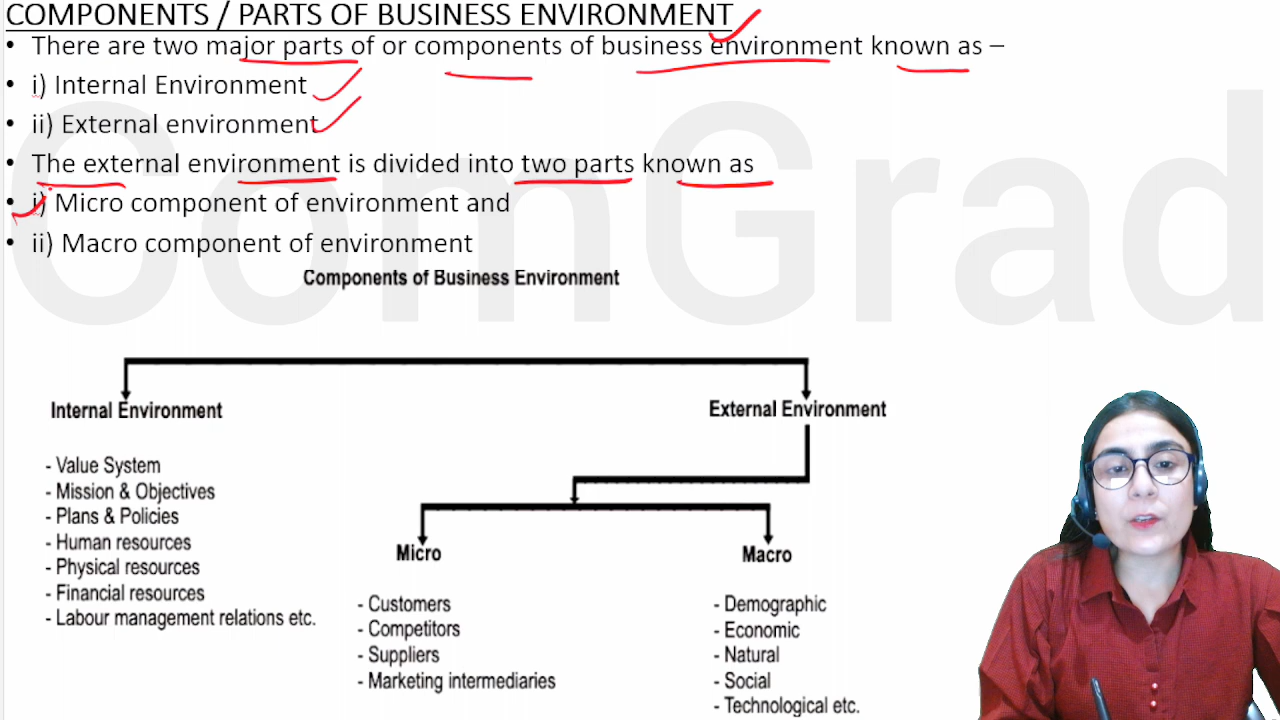 COMPONENTS / PARTS OF BUSINESS ENVIRONMENT
• There are two major parts of or components of business environment known as –
• i) Internal Environment
• ii) External environment
• The external environment is divided into two parts known as
• i) Micro component of environment and
• ii) Macro component of environment
ComGrad
Components of Business Environment
Internal Environment
- Value System
- Mission & Objectives
- Plans & Policies
- Human resources
- Physical resources
- Financial resources
- Labour management relations etc.
External Environment
Micro
- Customers
- Competitors
- Suppliers
- Marketing intermediaries
Macro
- Demographic
- Economic
- Natural
- Social
- Technological etc.